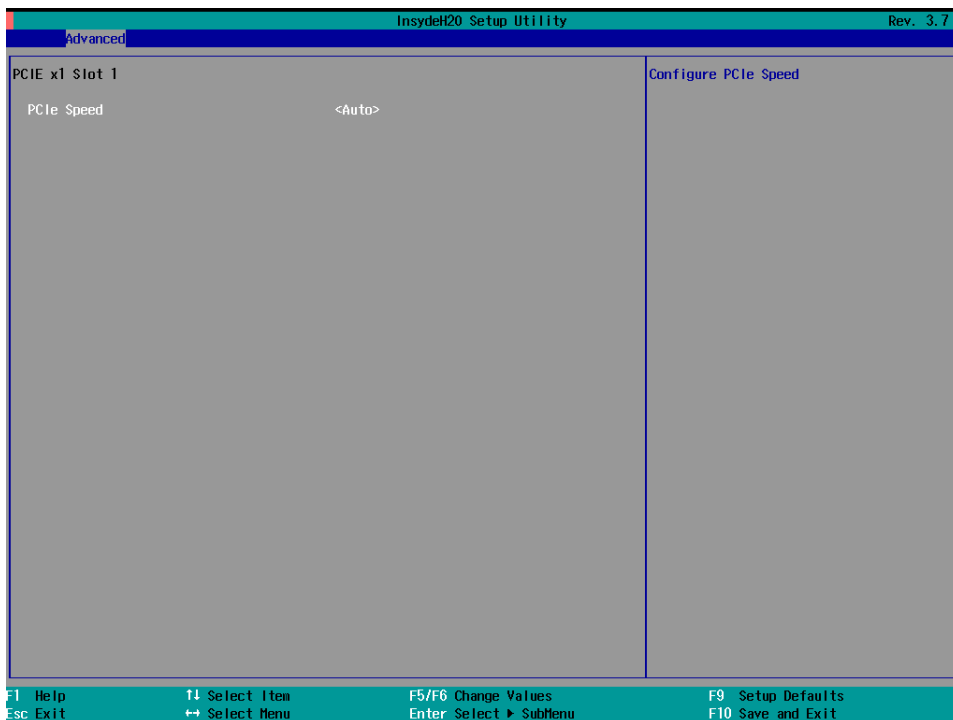 InsydeH20 Setup Utility Rev. 3.7
Advanced
PCIE x1 Slot 1 Configure PCIe Speed
PCIe Speed <Auto>
F1 Help ↑↓ Select Item F5/F6 Change Values F9 Setup Defaults
Esc Exit ↔ Select Menu Enter Select ▶ SubMenu F10 Save and Exit